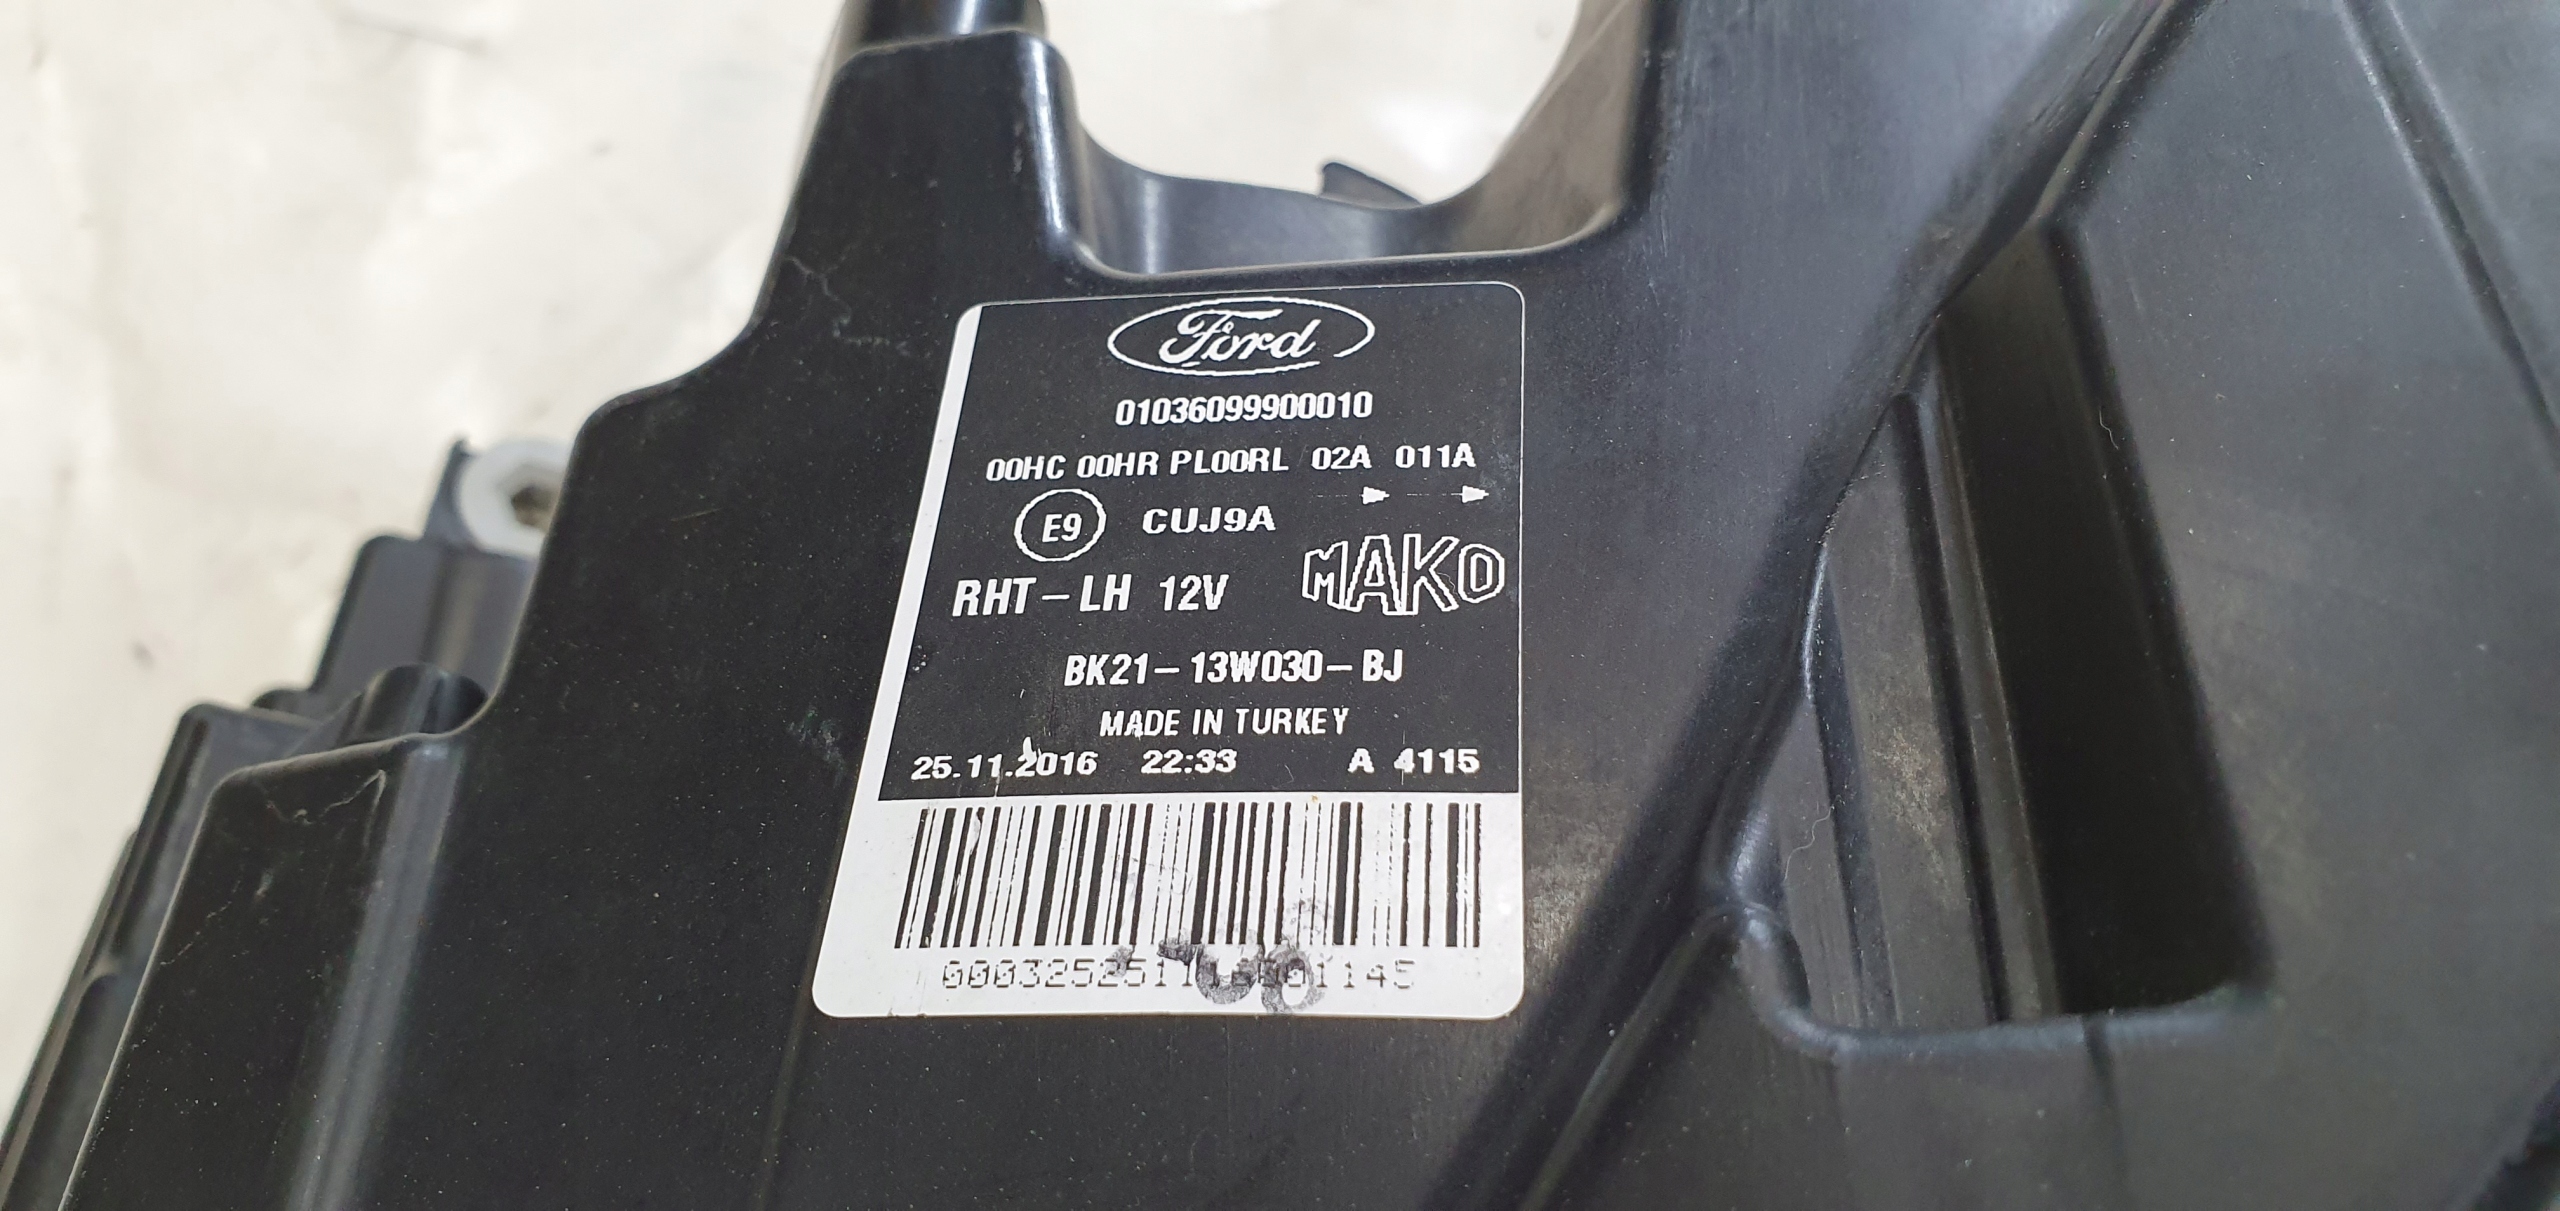 Ford
01036099900010
00HC 00HR PL00RL 02A 011A
E9 CUJ9A
MAKO
RHT-LH 12V
BK21-13W030-BJ
MADE IN TURKEY
25.11.2016 22:33 A 4115